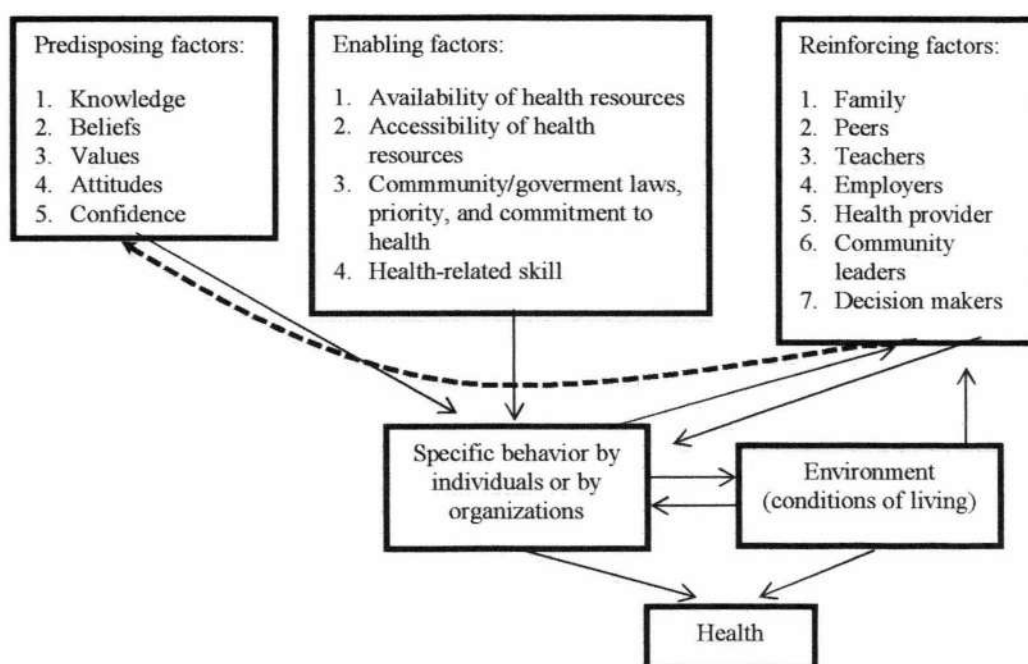 Predisposing factors:
1. Knowledge
2. Beliefs
3. Values
4. Attitudes
5. Confidence
Enabling factors:
1. Availability of health resources
2. Accessibility of health
resources
3. Commmunity/goverment laws,
priority, and commitment to
health
4. Health-related skill
Reinforcing factors:
1. Family
2. Peers
3. Teachers
4. Employers
5. Health provider
6. Community
leaders
7. Decision makers
Specific behavior by
individuals or by
organizations
Environment
(conditions of living)
Health